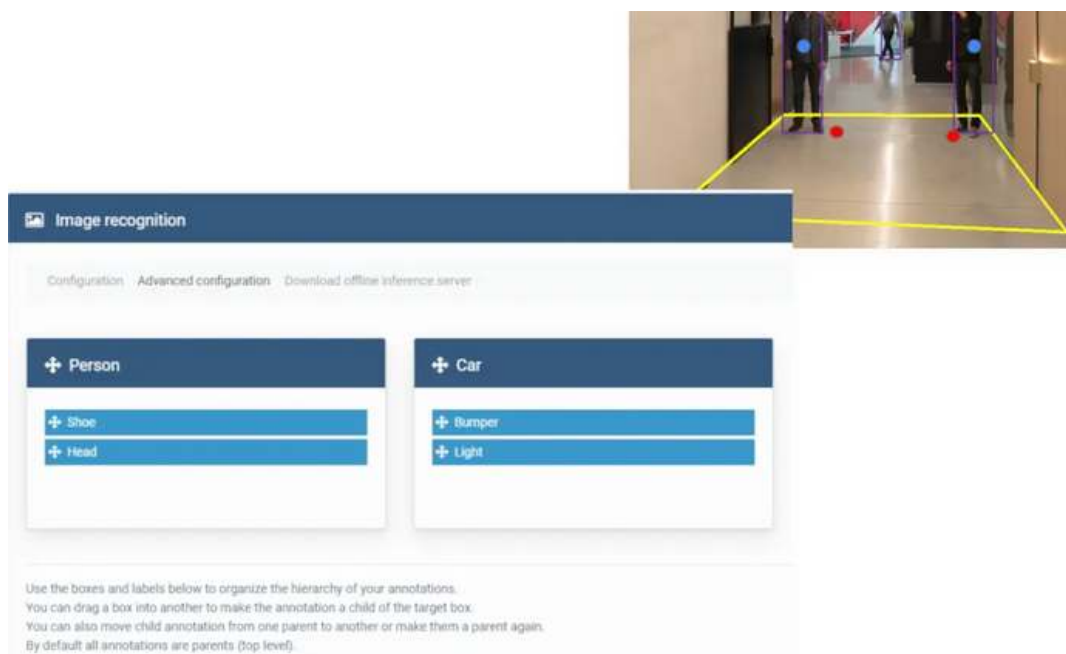 Image recognition
Configuration Advanced configuration Download offline inference server
Person
Car
Shoe
Head
Bumper
Light
Use the boxes and labels below to organize the hierarchy of your annotations.
You can drag a box into another to make the annotation a child of the target box.
You can also move child annotation from one parent to another or make them a parent again.
By default all annotations are parents (top level).